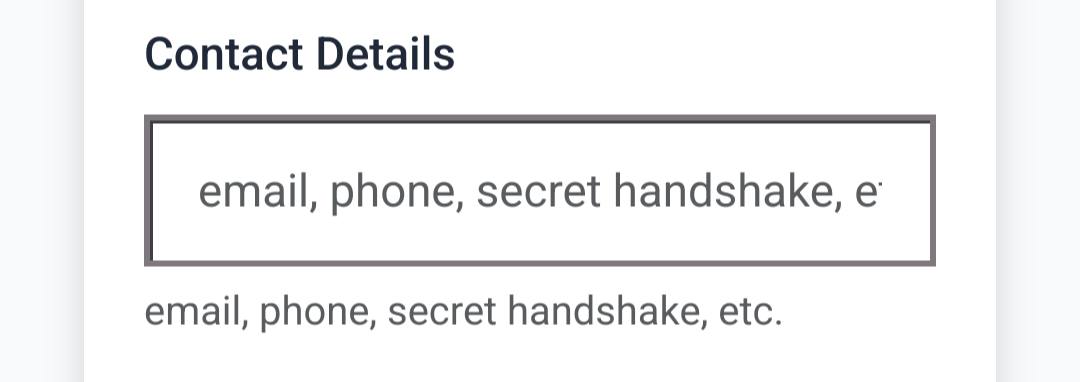 Contact Details
email, phone, secret handshake, e
email, phone, secret handshake, etc.